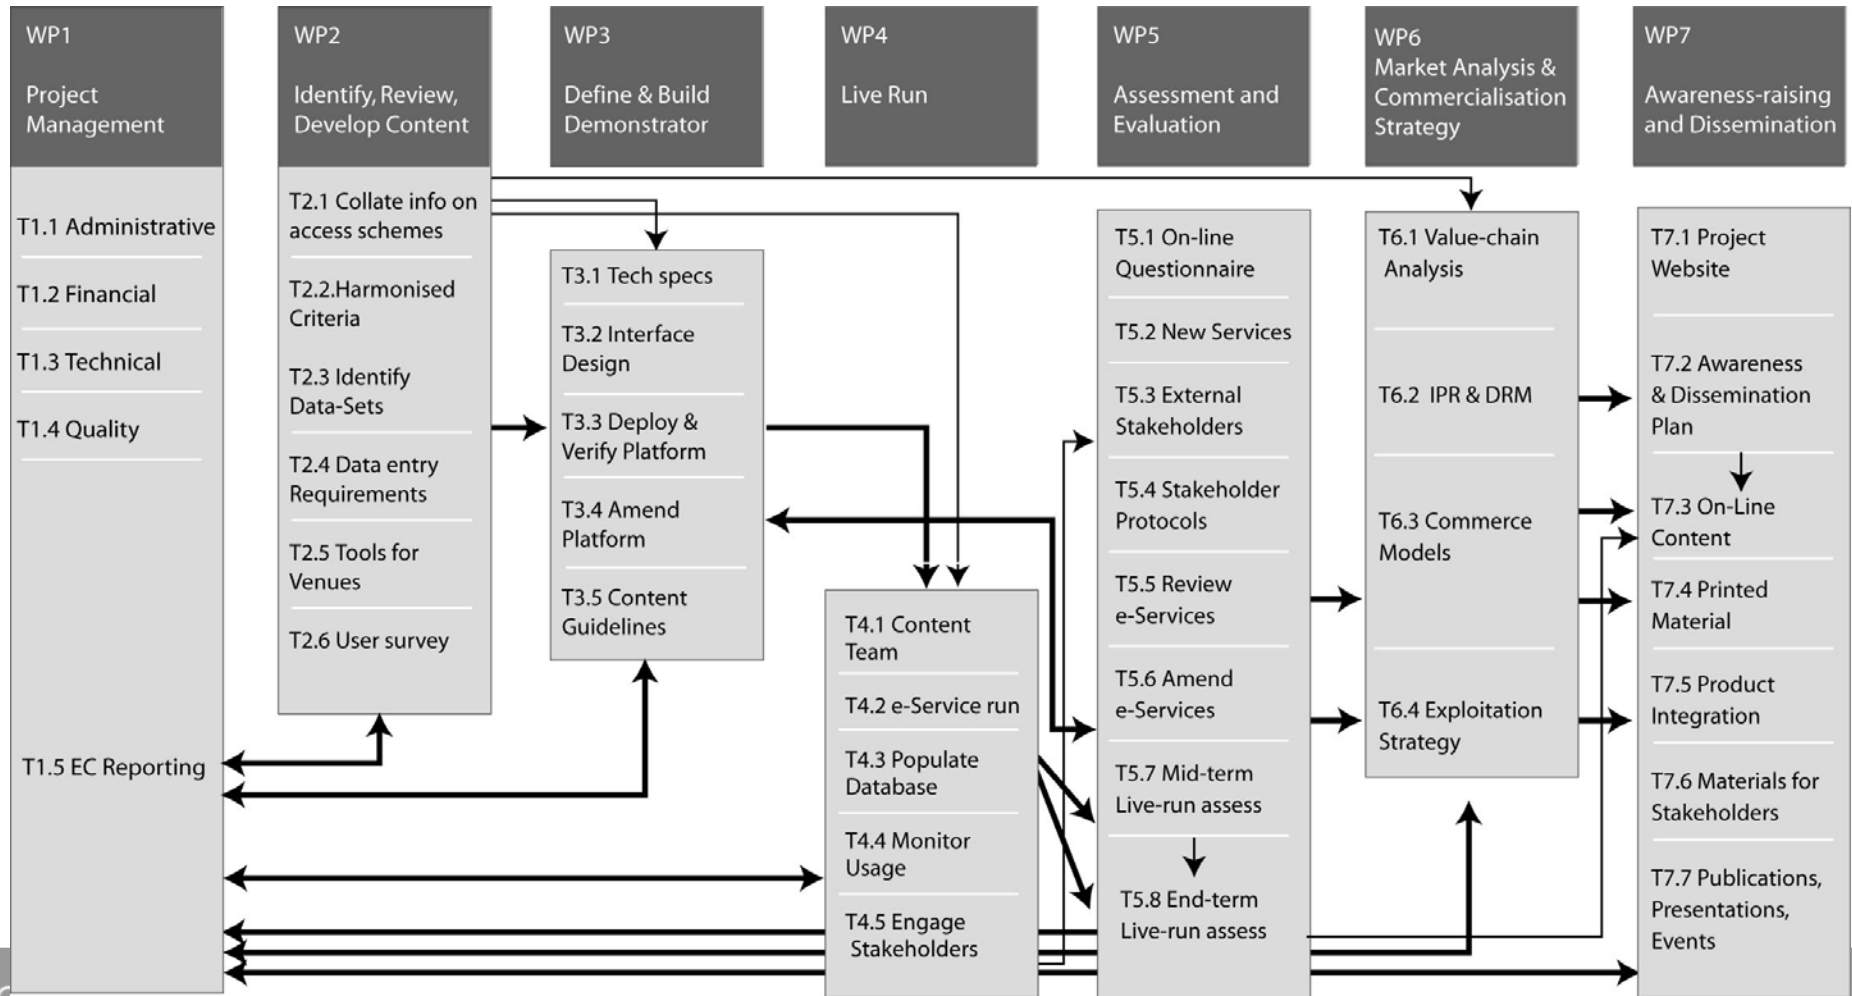 WP1
Project
Management
T1.1 Administrative
T1.2 Financial
T1.3 Technical
T1.4 Quality
T1.5 EC Reporting
WP2
Identify, Review,
Develop Content
T2.1 Collate info on
access schemes
T2.2.Harmonised
Criteria
T2.3 Identify
Data-Sets
T2.4 Data entry
Requirements
T2.5 Tools for
Venues
T2.6 User survey
WP3
Define & Build
Demonstrator
T3.1 Tech specs
T3.2 Interface
Design
T3.3 Deploy &
Verify Platform
T3.4 Amend
Platform
T3.5 Content
Guidelines
WP4
Live Run
T4.1 Content
Team
T4.2 e-Service run
T4.3 Populate
Database
T4.4 Monitor
Usage
T4.5 Engage
Stakeholders
WP5
Assessment and
Evaluation
T5.1 On-line
Questionnaire
T5.2 New Services
T5.3 External
Stakeholders
T5.4 Stakeholder
Protocols
T5.5 Review
e-Services
T5.6 Amend
e-Services
T5.7 Mid-term
Live-run assess
T5.8 End-term
Live-run assess
WP6
Market Analysis &
Commercialisation
Strategy
T6.1 Value-chain
Analysis
T6.2 IPR & DRM
T6.3 Commerce
Models
T6.4 Exploitation
Strategy
WP7
Awareness-raising
and Dissemination
T7.1 Project
Website
T7.2 Awareness
& Dissemination
Plan
T7.3 On-Line
Content
T7.4 Printed
Material
T7.5 Product
Integration
T7.6 Materials for
Stakeholders
T7.7 Publications,
Presentations,
Events